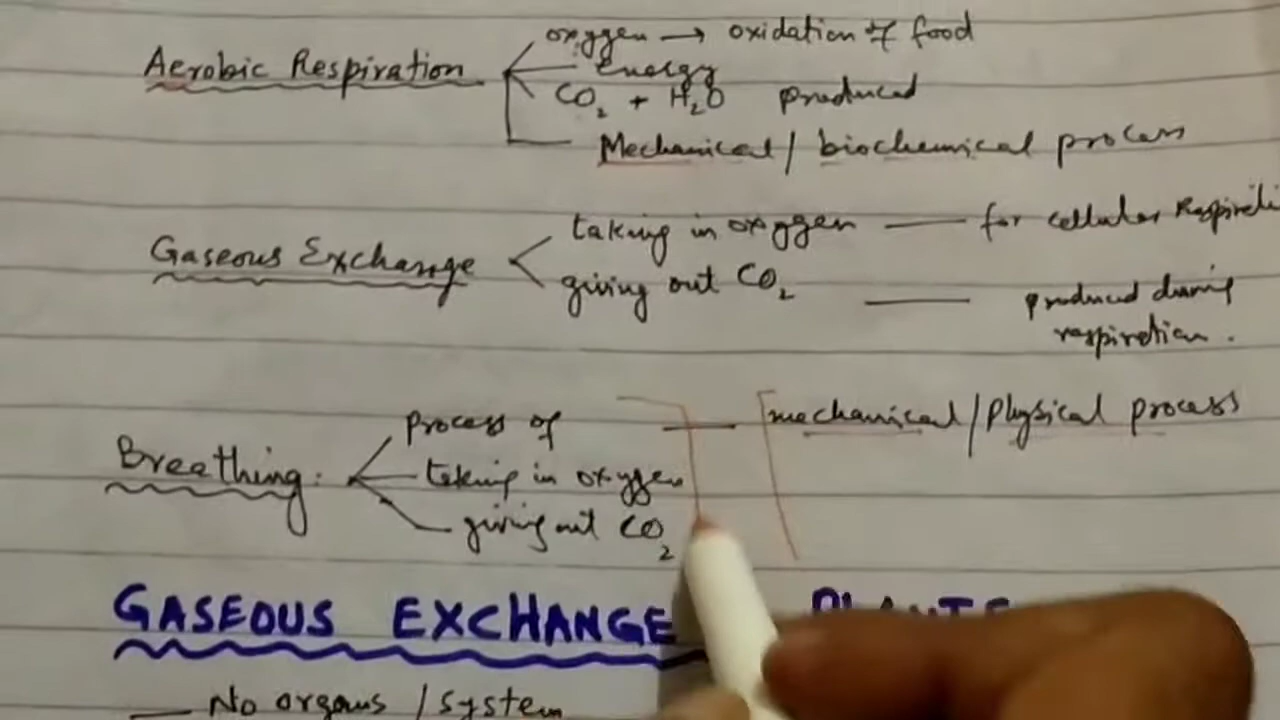 oxygen → oxidation of food
Aerobic Respiration
energy
CO₂ + H₂O produced
Mechanical / biochemical process
taking in oxygen — for cellular Respirati
Gaseous Exchange
giving out CO₂ — produced during
respiration.
process of — mechanical / Physical process
Breathing:
taking in oxygen
giving out CO₂
GASEOUS EXCHANGE PLANTS
— No organs / system